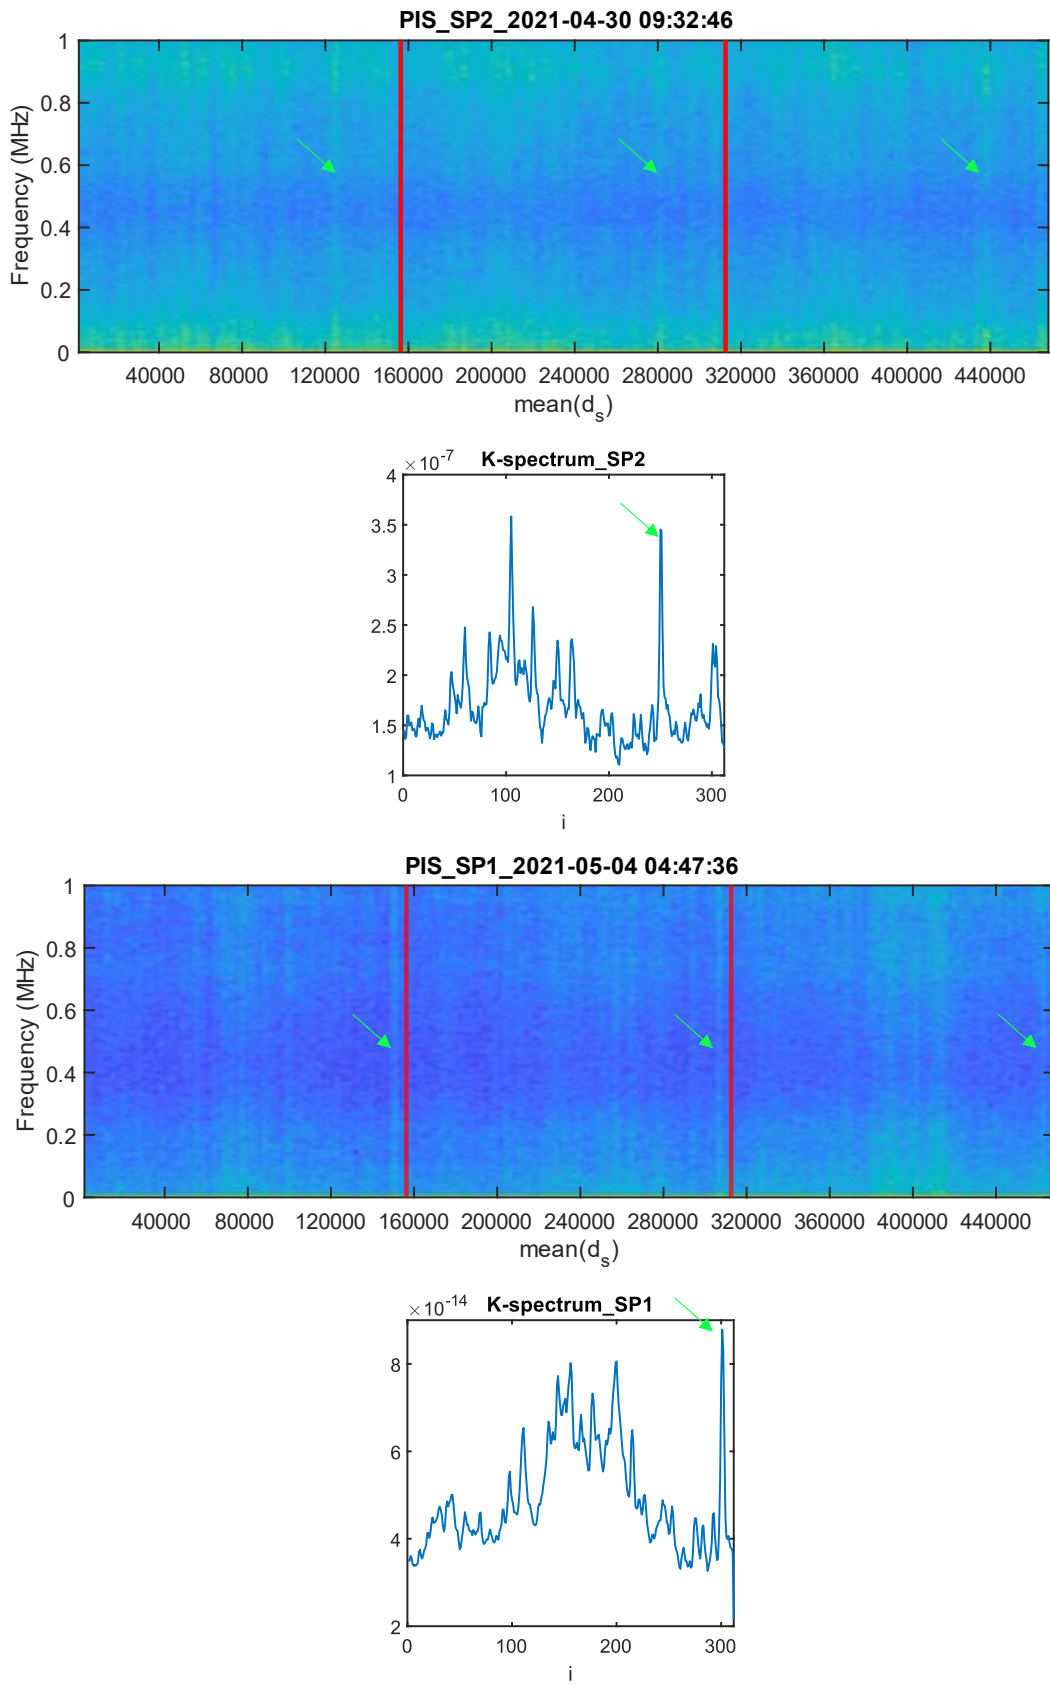 PIS_SP2_2021-04-30 09:32:46
1
0.8
0.6
0.4
0.2
0
Frequency (MHz)
40000 80000 120000 160000 200000 240000 280000 320000 360000 400000 440000
mean(d_s)
×10^-7 K-spectrum_SP2
4
3.5
3
2.5
2
1.5
1
0 100 200 300
i
PIS_SP1_2021-05-04 04:47:36
1
0.8
0.6
0.4
0.2
0
Frequency (MHz)
40000 80000 120000 160000 200000 240000 280000 320000 360000 400000 440000
mean(d_s)
×10^-14 K-spectrum_SP1
8
6
4
2
0 100 200 300
i